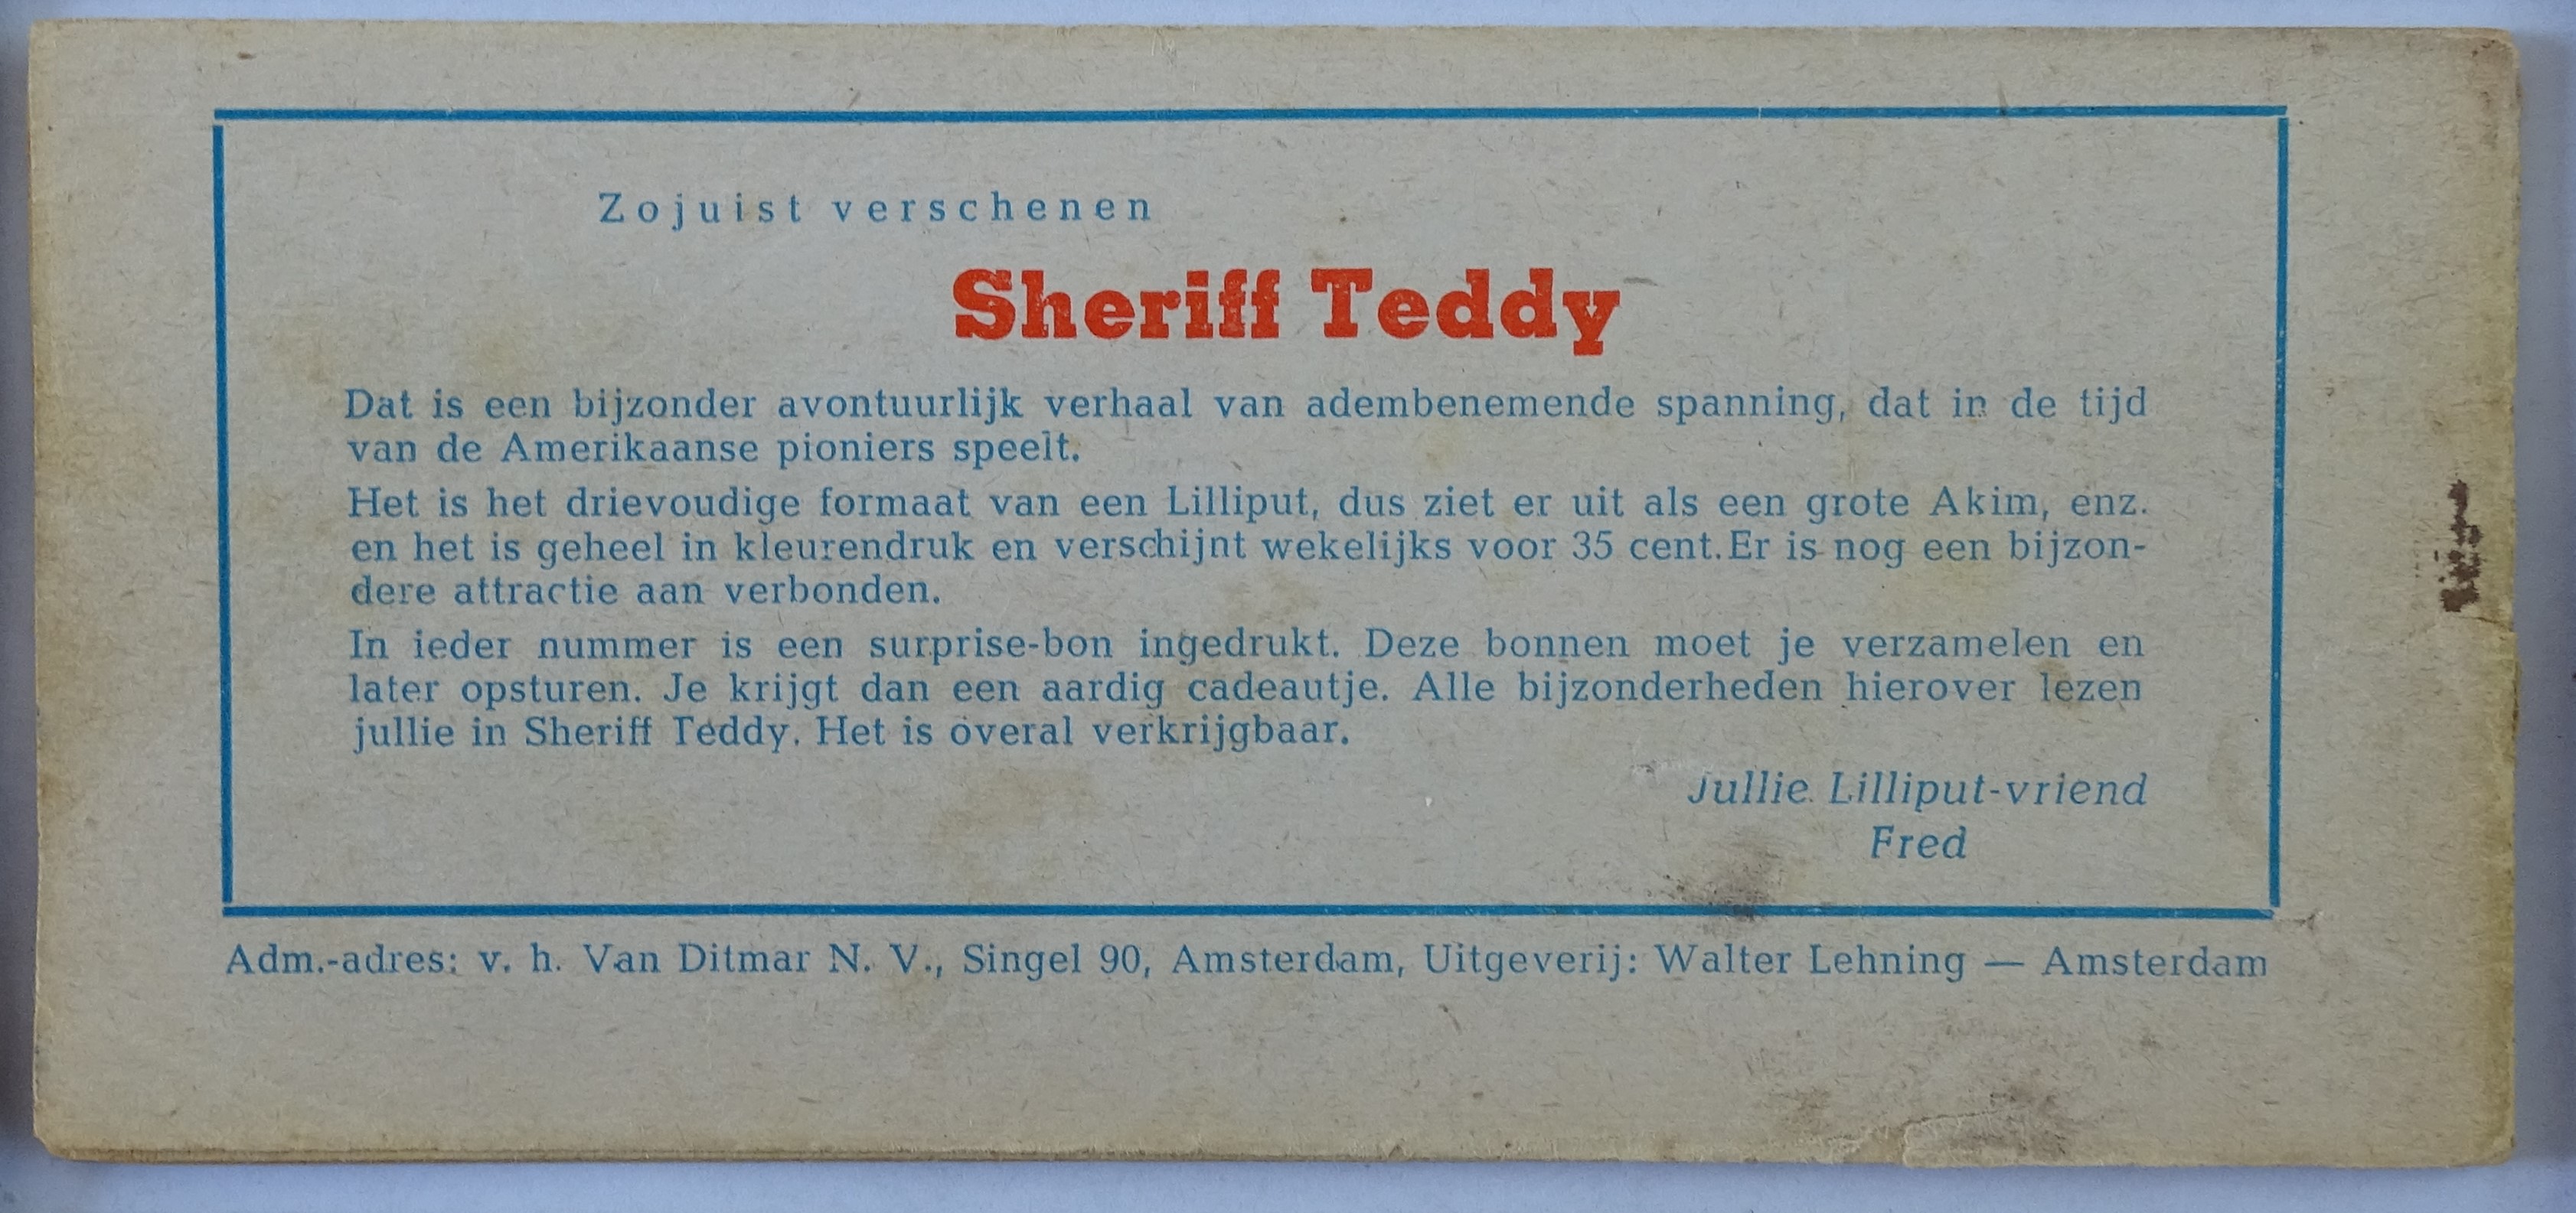 Zojuist verschenen
Sheriff Teddy
Dat is een bijzonder avontuurlijk verhaal van adembenemende spanning, dat in de tijd
van de Amerikaanse pioniers speelt.
Het is het drievoudige formaat van een Lilliput, dus ziet er uit als een grote Akim, enz.
en het is geheel in kleurendruk en verschijnt wekelijks voor 35 cent. Er is nog een bijzon-
dere attractie aan verbonden.
In ieder nummer is een surprise-bon ingedrukt. Deze bonnen moet je verzamelen en
later opsturen. Je krijgt dan een aardig cadeautje. Alle bijzonderheden hierover lezen
jullie in Sheriff Teddy. Het is overal verkrijgbaar.
Jullie Lilliput-vriend
Fred
Adm.-adres: v. h. Van Ditmar N. V., Singel 90, Amsterdam, Uitgeverij: Walter Lehning — Amsterdam